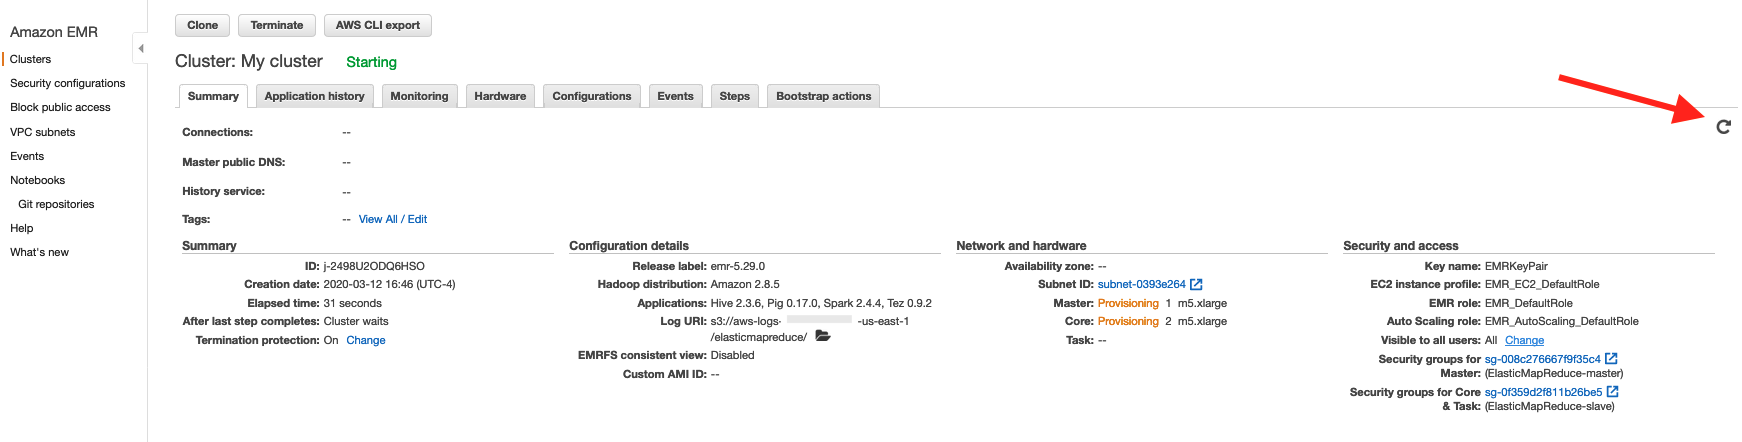 Amazon EMR
Clusters
Security configurations
Block public access
VPC subnets
Events
Notebooks
Git repositories
Help
What's new
Clone Terminate AWS CLI export
Cluster: My cluster Starting
Summary Application history Monitoring Hardware Configurations Events Steps Bootstrap actions
Connections: --
Master public DNS: --
History service: --
Tags: -- View All / Edit
Summary
ID: j-2498U2ODQ6HSO
Creation date: 2020-03-12 16:46 (UTC-4)
Elapsed time: 31 seconds
After last step completes: Cluster waits
Termination protection: On Change
Configuration details
Release label: emr-5.29.0
Hadoop distribution: Amazon 2.8.5
Applications: Hive 2.3.6, Pig 0.17.0, Spark 2.4.4, Tez 0.9.2
Log URI: s3://aws-logs- -us-east-1
/elasticmapreduce/
EMRFS consistent view: Disabled
Custom AMI ID: --
Network and hardware
Availability zone: --
Subnet ID: subnet-0393e264
Master: Provisioning 1 m5.xlarge
Core: Provisioning 2 m5.xlarge
Task: --
Security and access
Key name: EMRKeyPair
EC2 instance profile: EMR_EC2_DefaultRole
EMR role: EMR_DefaultRole
Auto Scaling role: EMR_AutoScaling_DefaultRole
Visible to all users: All Change
Security groups for sg-008c276667f9f35c4
Master: (ElasticMapReduce-master)
Security groups for Core sg-0f359d2f811b26be5
& Task: (ElasticMapReduce-slave)